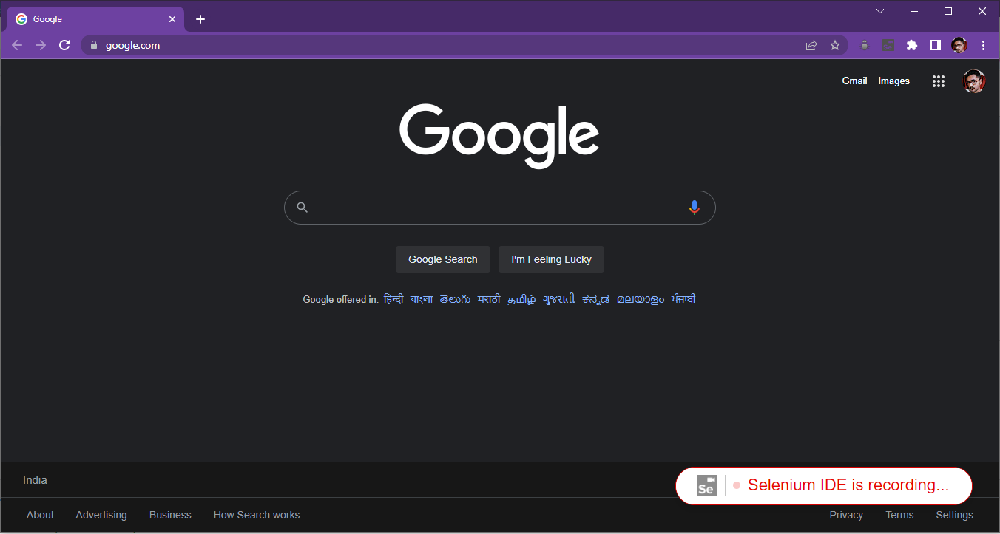 Google
google.com
Gmail Images
Google
Google Search I'm Feeling Lucky
Google offered in: हिन्दी বাংলা తెలుగు मराठी தமிழ் ગુજરાતી ಕನ್ನಡ മലയാളം ਪੰਜਾਬੀ
India
Se Selenium IDE is recording...
About Advertising Business How Search works Privacy Terms Settings